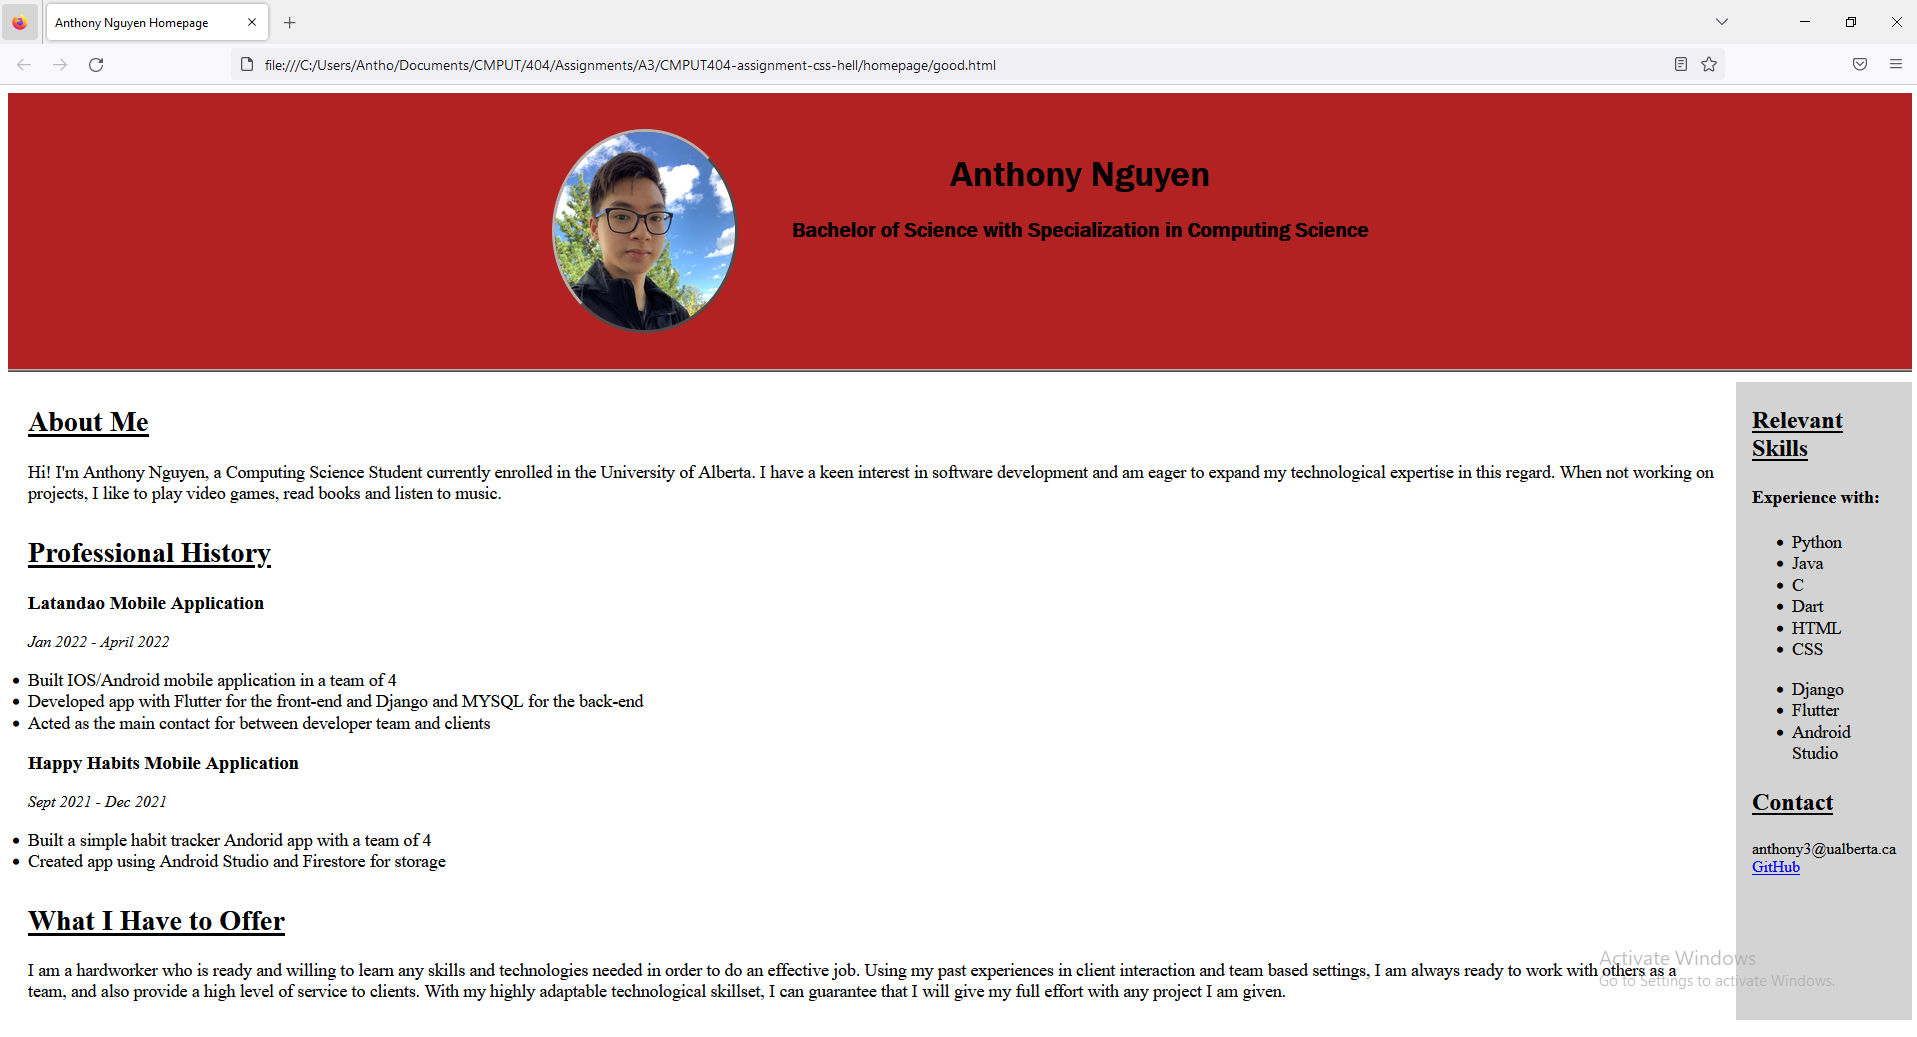 Anthony Nguyen Homepage
file:///C:/Users/Antho/Documents/CMPUT/404/Assignments/A3/CMPUT404-assignment-css-hell/homepage/good.html
Anthony Nguyen
Bachelor of Science with Specialization in Computing Science
About Me
Hi! I'm Anthony Nguyen, a Computing Science Student currently enrolled in the University of Alberta. I have a keen interest in software development and am eager to expand my technological expertise in this regard. When not working on
projects, I like to play video games, read books and listen to music.
Professional History
Latandao Mobile Application
Jan 2022 - April 2022
Built IOS/Android mobile application in a team of 4
Developed app with Flutter for the front-end and Django and MYSQL for the back-end
Acted as the main contact for between developer team and clients
Happy Habits Mobile Application
Sept 2021 - Dec 2021
Built a simple habit tracker Andorid app with a team of 4
Created app using Android Studio and Firestore for storage
What I Have to Offer
I am a hardworker who is ready and willing to learn any skills and technologies needed in order to do an effective job. Using my past experiences in client interaction and team based settings, I am always ready to work with others as a
team, and also provide a high level of service to clients. With my highly adaptable technological skillset, I can guarantee that I will give my full effort with any project I am given.
Relevant
Skills
Experience with:
Python
Java
C
Dart
HTML
CSS
Django
Flutter
Android
Studio
Contact
anthony3@ualberta.ca
GitHub
Activate Windows
Go to Settings to activate Windows.